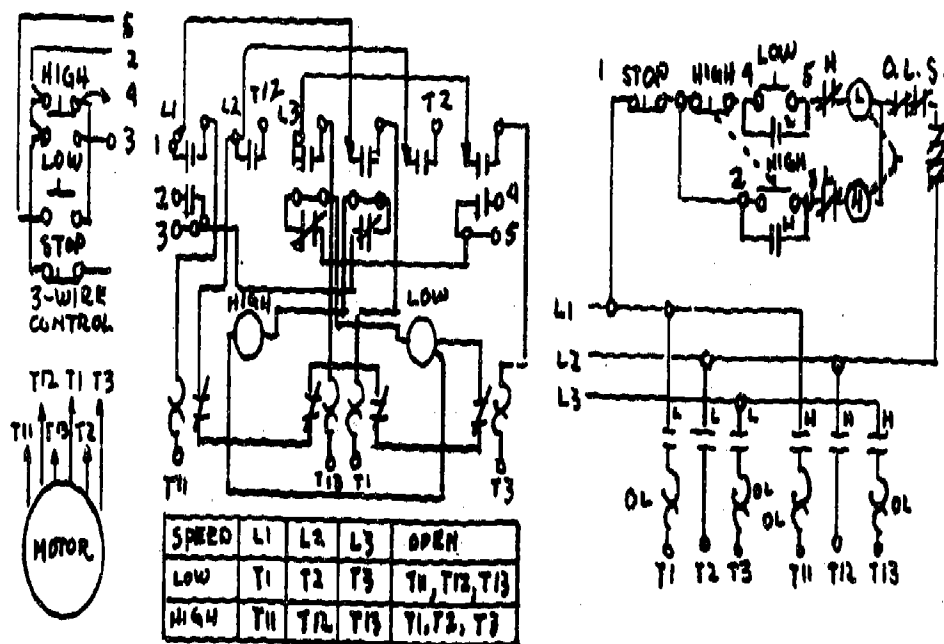 5
2
HIGH
4
3
LOW
STOP
3-WIRE
CONTROL
T12 T1 T3
T11 T13 T2
MOTOR
L1
L2
T12
L3
T2
1
2
3
4
5
HIGH
LOW
T11
T13
T1
T3
SPEED L1 L2 L3 OPEN
LOW T1 T2 T3 T11, T12, T13
HIGH T11 T12 T13 T1, T2, T3
1 STOP HIGH 4 LOW 5 H L O.L.S.
HIGH
2
H
L1
L2
L3
L L L H H H
OL OL OL
T1 T2 T3 T11 T12 T13